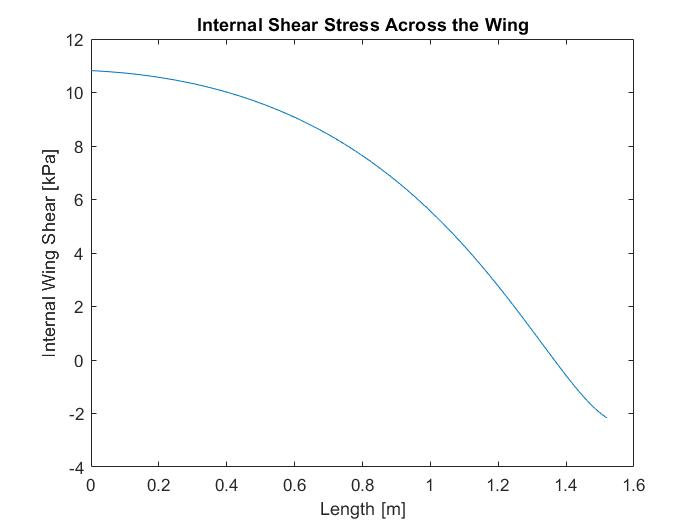 Internal Shear Stress Across the Wing
12
10
8
6
4
2
0
-2
-4
Internal Wing Shear [kPa]
0 0.2 0.4 0.6 0.8 1 1.2 1.4 1.6
Length [m]